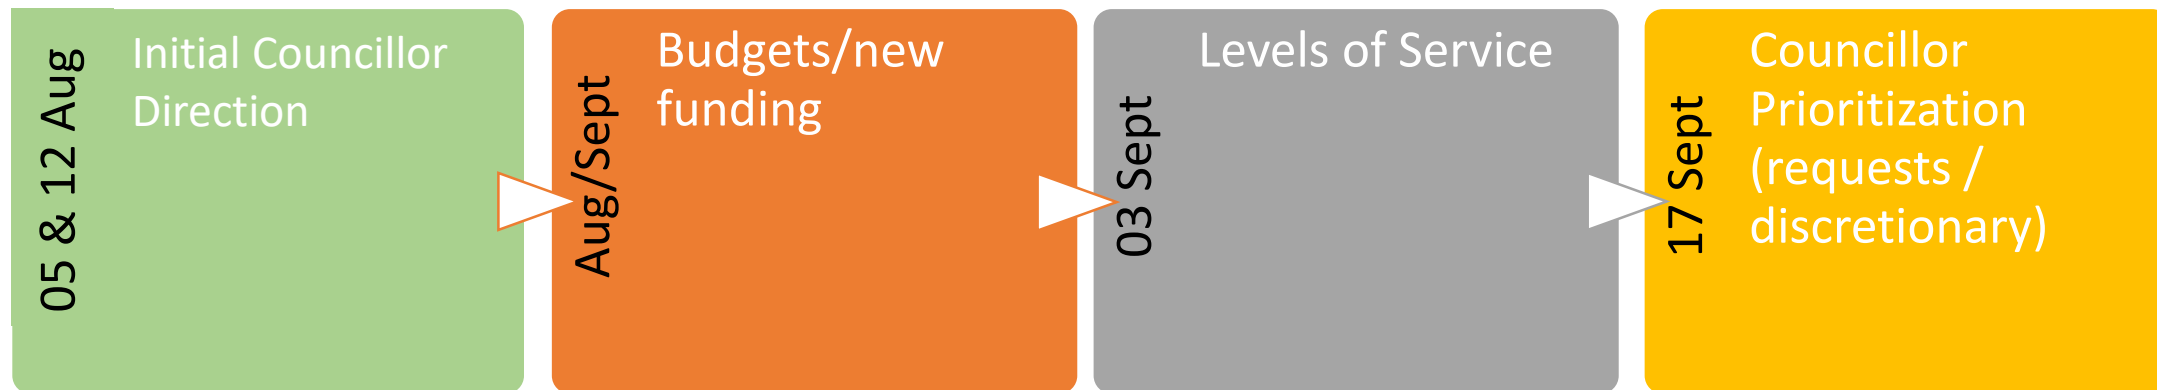 05 & 12 Aug
Initial Councillor
Direction
Aug/Sept
Budgets/new
funding
03 Sept
Levels of Service
17 Sept
Councillor
Prioritization
(requests /
discretionary)